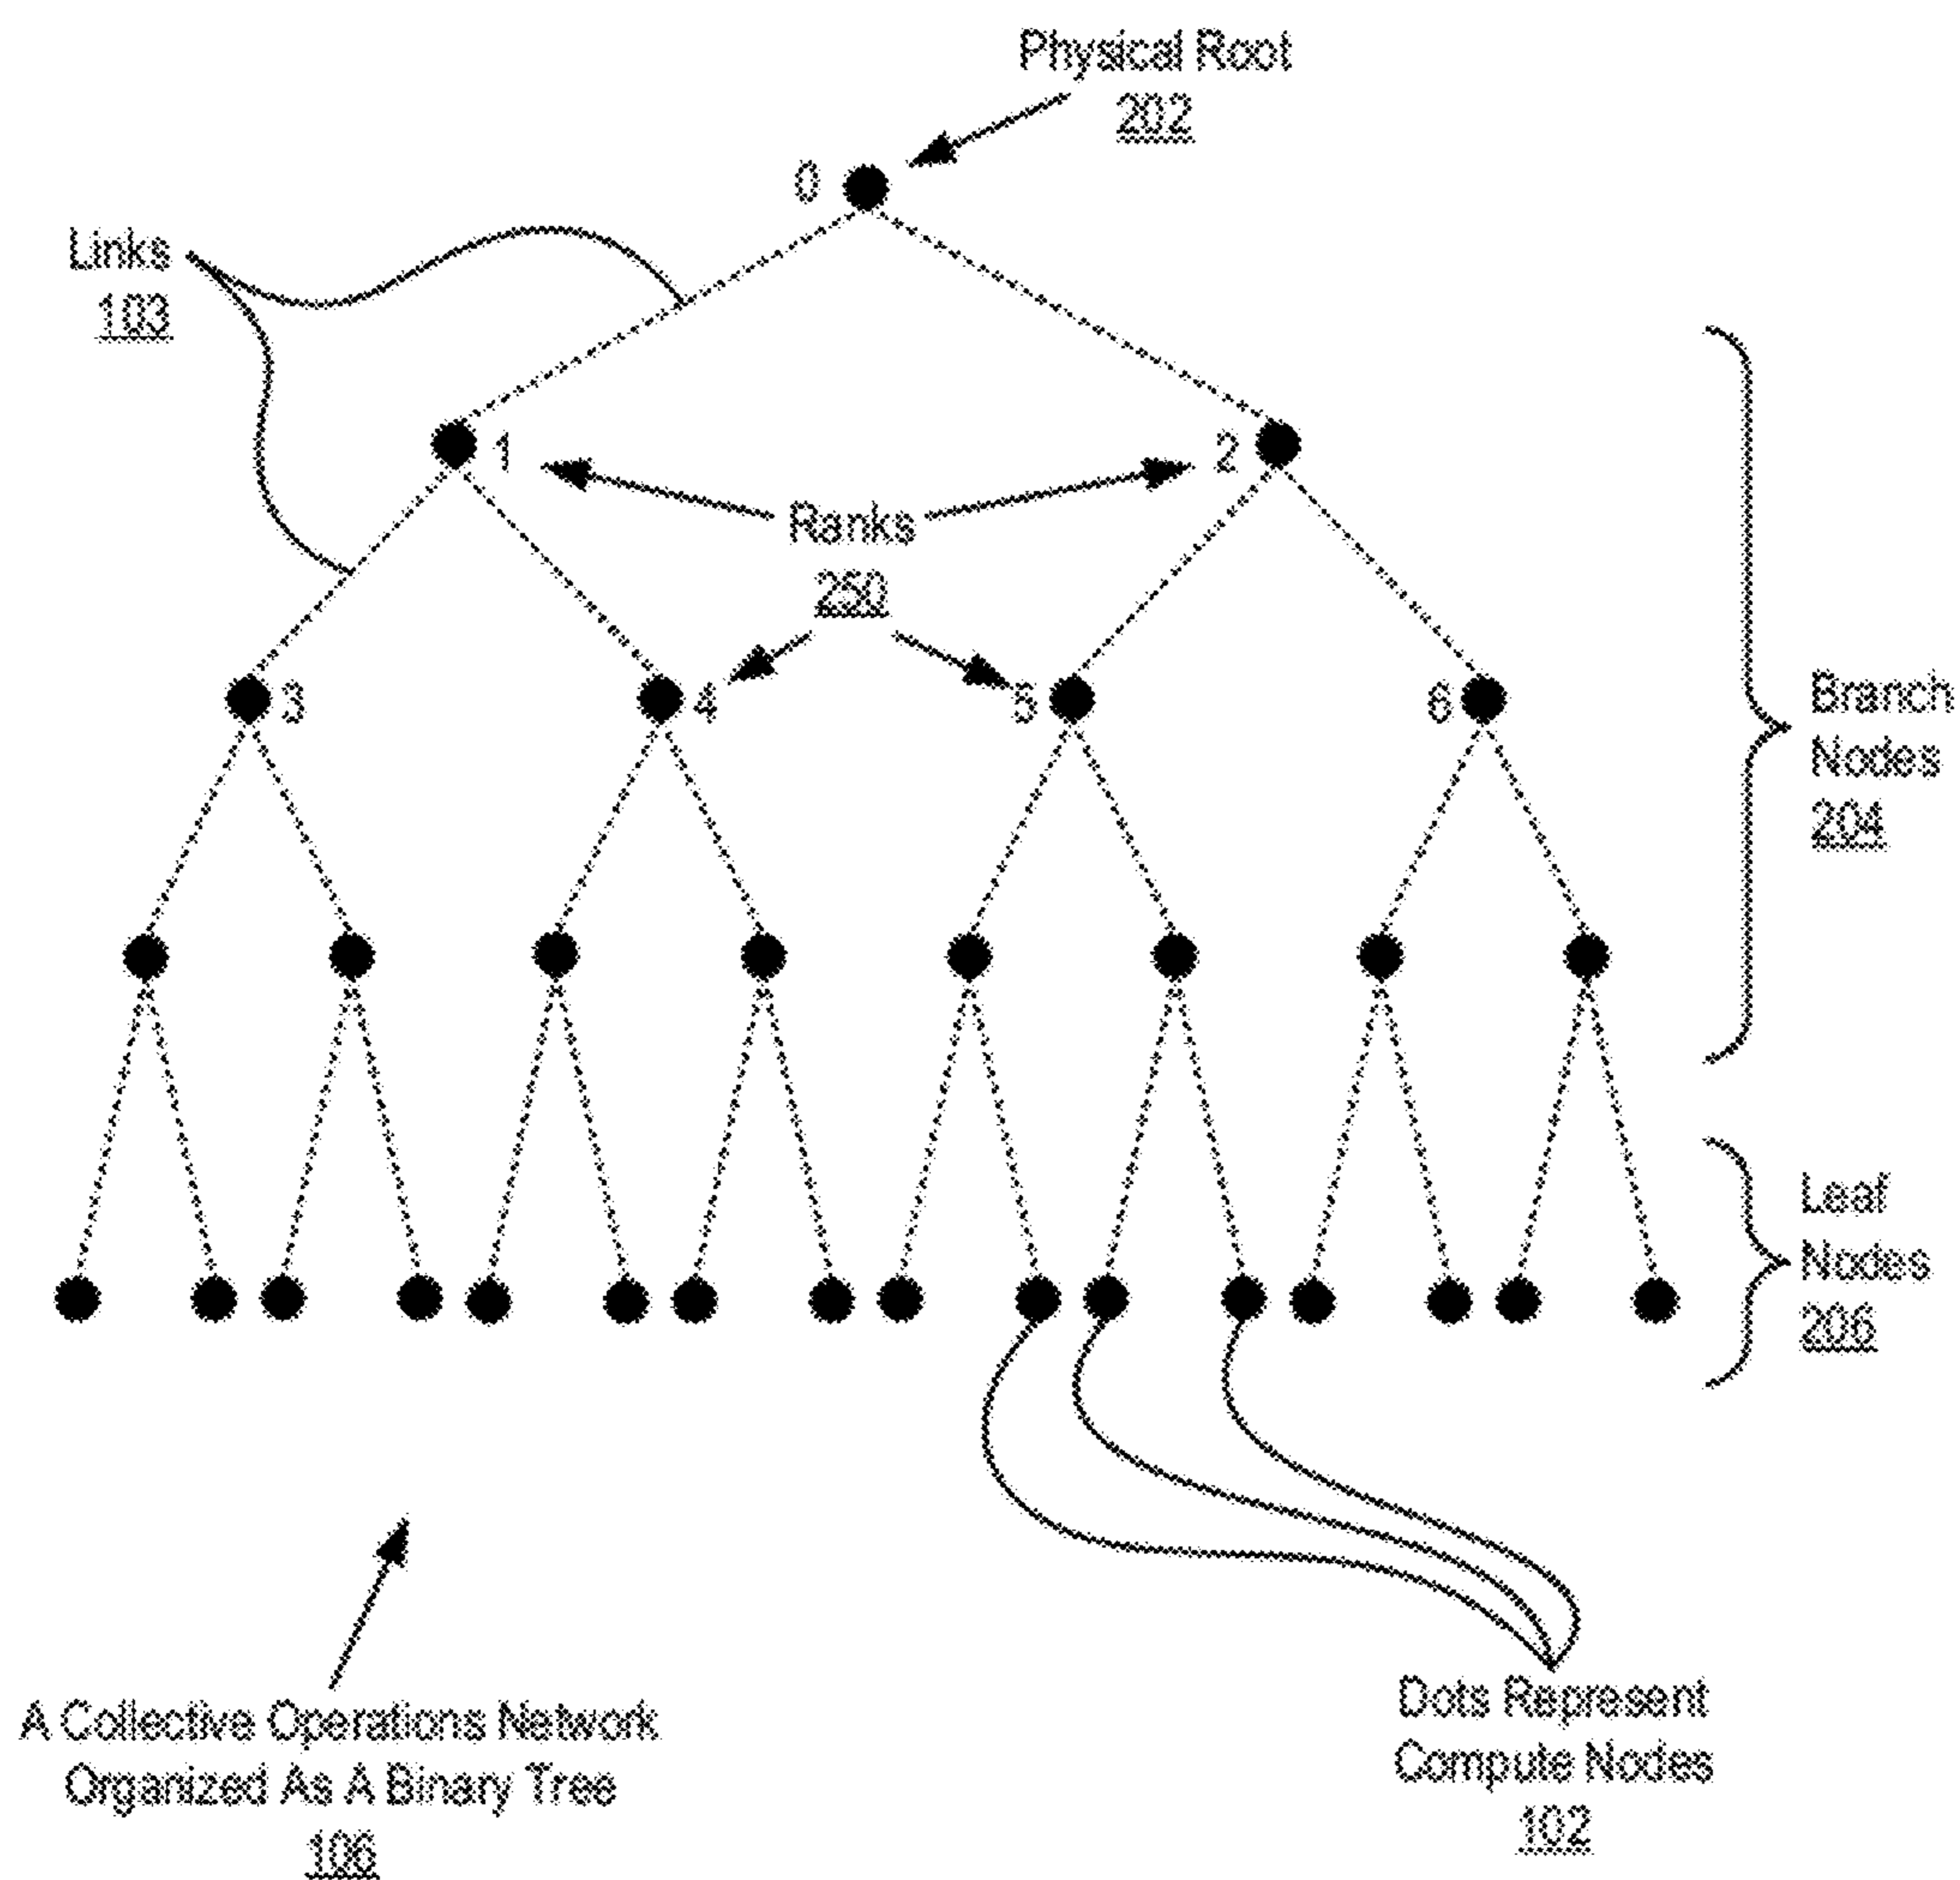 Physical Root
202
0
Links
103
1
2
Ranks
250
3
4
5
6
Branch
Nodes
204
Leaf
Nodes
206
A Collective Operations Network
Organized As A Binary Tree
106
Dots Represent
Compute Nodes
102